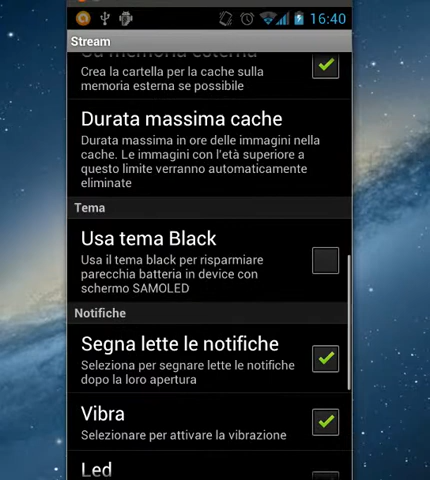 16:40
Stream
Su memoria esterna
Crea la cartella per la cache sulla
memoria esterna se possibile
Durata massima cache
Durata massima in ore delle immagini nella
cache. Le immagini con l'età superiore a
questo limite verranno automaticamente
eliminate
Tema
Usa tema Black
Usa il tema black per risparmiare
parecchia batteria in device con
schermo SAMOLED
Notifiche
Segna lette le notifiche
Seleziona per segnare lette le notifiche
dopo la loro apertura
Vibra
Selezionare per attivare la vibrazione
Led